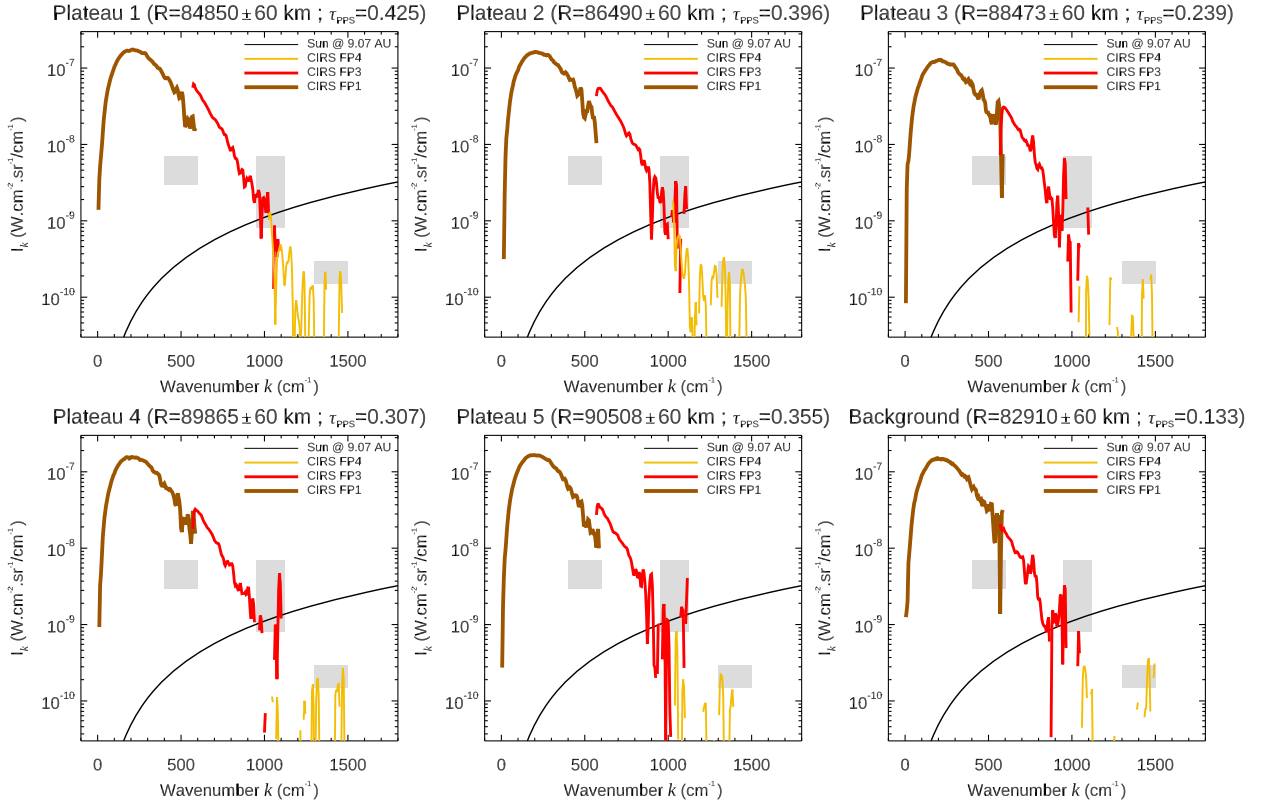 Plateau 1 (R=84850±60 km ; τPPS=0.425)
Sun @ 9.07 AU
CIRS FP4
CIRS FP3
CIRS FP1
10-7
10-8
10-9
10-10
Ik (W.cm-2.sr-1/cm-1)
0 500 1000 1500
Wavenumber k (cm-1)
Plateau 2 (R=86490±60 km ; τPPS=0.396)
Sun @ 9.07 AU
CIRS FP4
CIRS FP3
CIRS FP1
10-7
10-8
10-9
10-10
Ik (W.cm-2.sr-1/cm-1)
0 500 1000 1500
Wavenumber k (cm-1)
Plateau 3 (R=88473±60 km ; τPPS=0.239)
Sun @ 9.07 AU
CIRS FP4
CIRS FP3
CIRS FP1
10-7
10-8
10-9
10-10
Ik (W.cm-2.sr-1/cm-1)
0 500 1000 1500
Wavenumber k (cm-1)
Plateau 4 (R=89865±60 km ; τPPS=0.307)
Sun @ 9.07 AU
CIRS FP4
CIRS FP3
CIRS FP1
10-7
10-8
10-9
10-10
Ik (W.cm-2.sr-1/cm-1)
0 500 1000 1500
Wavenumber k (cm-1)
Plateau 5 (R=90508±60 km ; τPPS=0.355)
Sun @ 9.07 AU
CIRS FP4
CIRS FP3
CIRS FP1
10-7
10-8
10-9
10-10
Ik (W.cm-2.sr-1/cm-1)
0 500 1000 1500
Wavenumber k (cm-1)
Background (R=82910±60 km ; τPPS=0.133)
Sun @ 9.07 AU
CIRS FP4
CIRS FP3
CIRS FP1
10-7
10-8
10-9
10-10
Ik (W.cm-2.sr-1/cm-1)
0 500 1000 1500
Wavenumber k (cm-1)